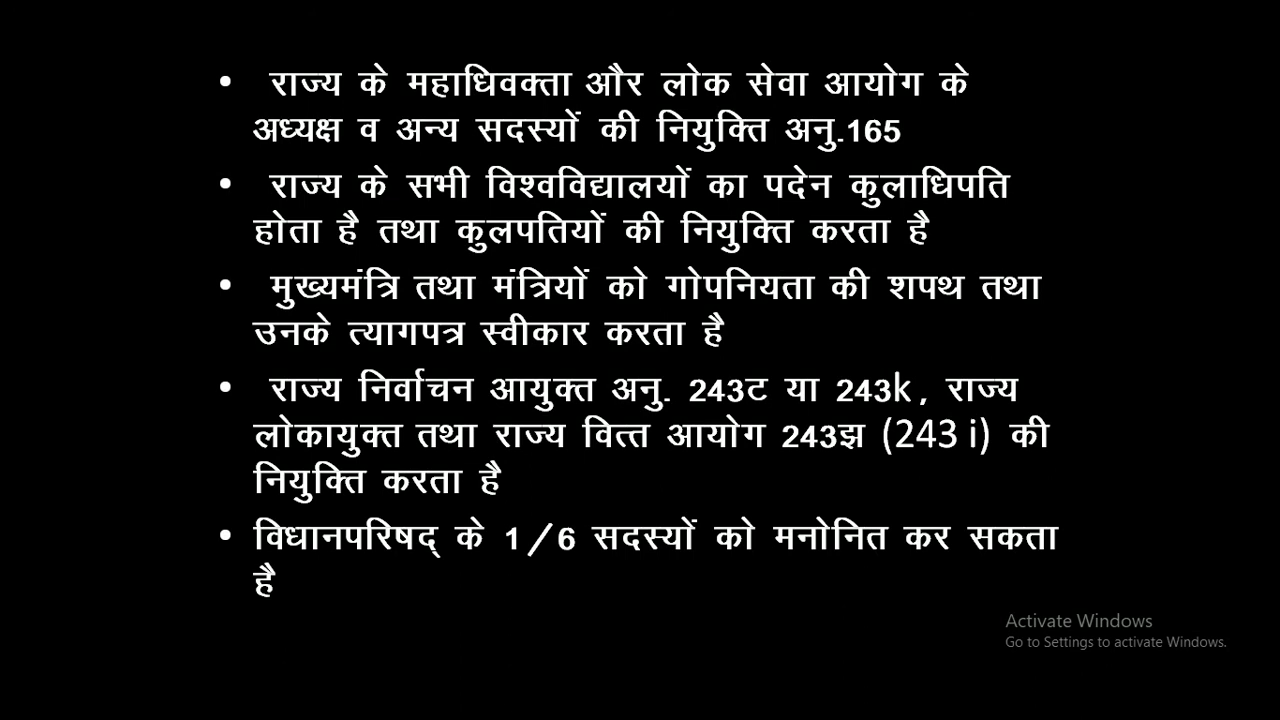 • राज्य के महाधिवक्ता और लोक सेवा आयोग के
अध्यक्ष व अन्य सदस्यों की नियुक्ति अनु.165
• राज्य के सभी विश्वविद्यालयों का पदेन कुलाधिपति
होता है तथा कुलपतियों की नियुक्ति करता है
• मुख्यमंत्रि तथा मंत्रियों को गोपनियता की शपथ तथा
उनके त्यागपत्र स्वीकार करता है
• राज्य निर्वाचन आयुक्त अनु. 243ट या 243k , राज्य
लोकायुक्त तथा राज्य वित्त आयोग 243झ (243 i) की
नियुक्ति करता है
• विधानपरिषद् के 1/6 सदस्यों को मनोनित कर सकता
है
Activate Windows
Go to Settings to activate Windows.